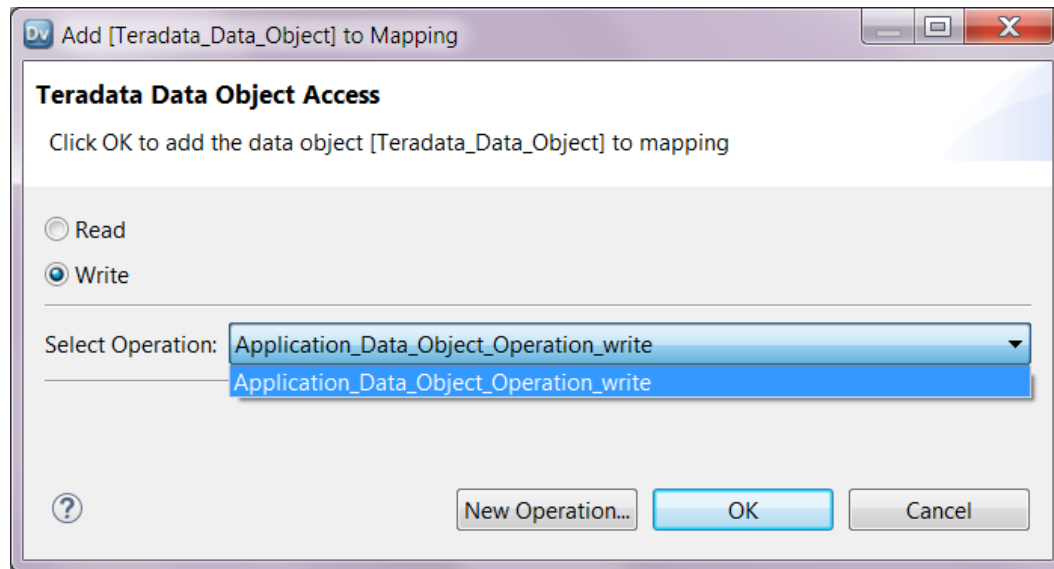 Dv Add [Teradata_Data_Object] to Mapping
Teradata Data Object Access
Click OK to add the data object [Teradata_Data_Object] to mapping
Read
Write
Select Operation: Application_Data_Object_Operation_write
Application_Data_Object_Operation_write
? New Operation... OK Cancel